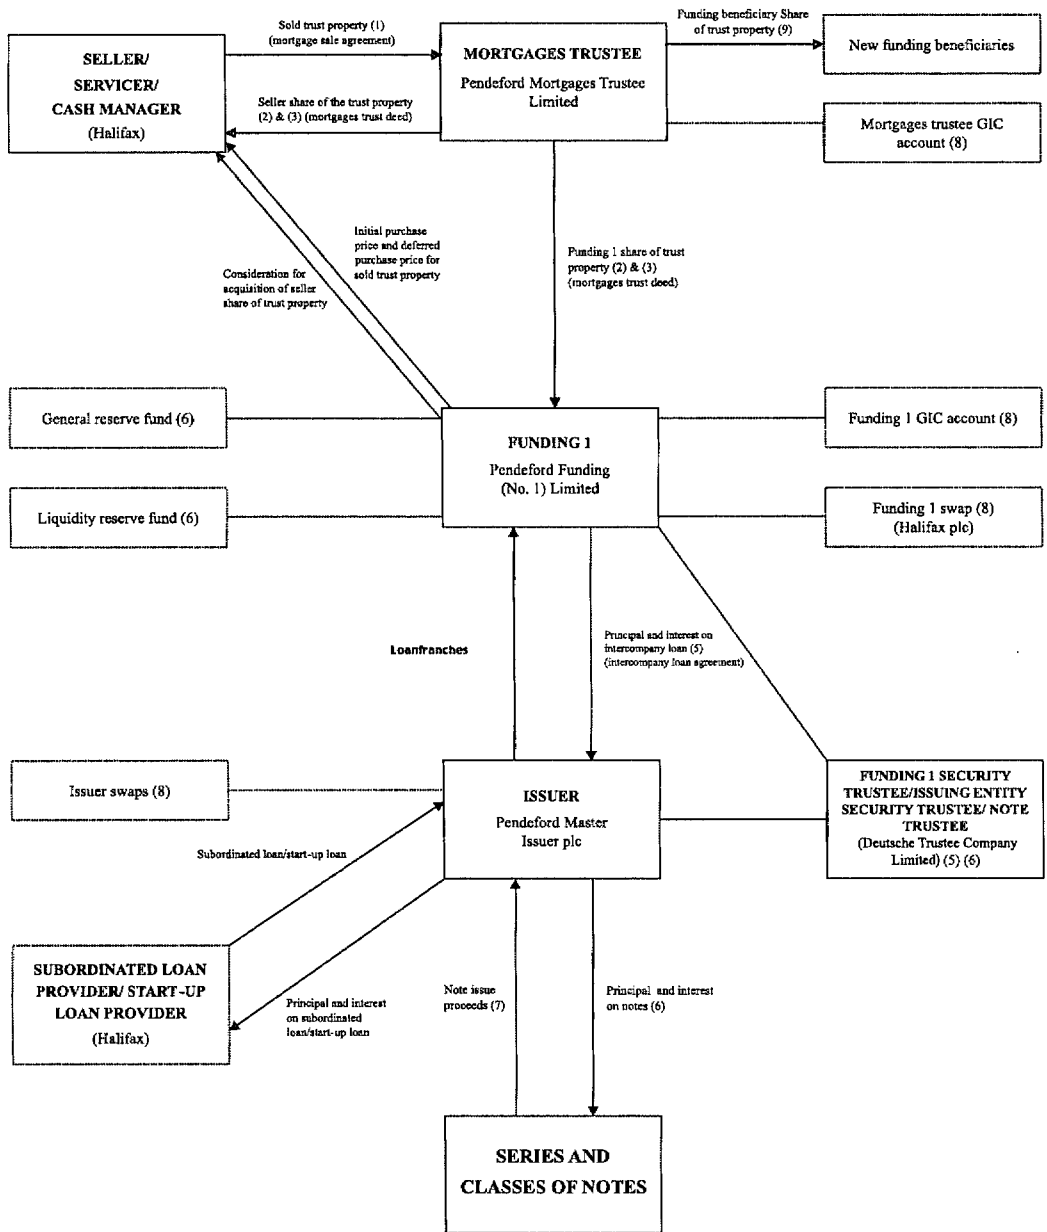 Sold trust property (1)
(mortgage sale agreement)
Funding beneficiary Share
of trust property (9)
SELLER/
SERVICER/
CASH MANAGER
(Halifax)
MORTGAGES TRUSTEE
Pendeford Mortgages Trustee
Limited
New funding beneficiaries
Seller share of the trust property
(2) & (3) (mortgages trust deed)
Mortgages trustee GIC
account (8)
Initial purchase
price and deferred
purchase price for
sold trust property
Consideration for
acquisition of seller
share of trust property
Funding 1 share of trust
property (2) & (3)
(mortgages trust deed)
General reserve fund (6)
FUNDING 1
Pendeford Funding
(No. 1) Limited
Funding 1 GIC account (8)
Liquidity reserve fund (6)
Funding 1 swap (8)
(Halifax plc)
Loanfranches
Principal and interest on
intercompany loan (5)
(intercompany loan agreement)
Issuer swaps (8)
ISSUER
Pendeford Master
Issuer plc
FUNDING 1 SECURITY
TRUSTEE/ISSUING ENTITY
SECURITY TRUSTEE/ NOTE
TRUSTEE
(Deutsche Trustee Company
Limited) (5) (6)
Subordinated loan/start-up loan
SUBORDINATED LOAN
PROVIDER/ START-UP
LOAN PROVIDER
(Halifax)
Principal and interest
on subordinated
loan/start-up loan
Note issue
proceeds (7)
Principal and interest
on notes (6)
SERIES AND
CLASSES OF NOTES